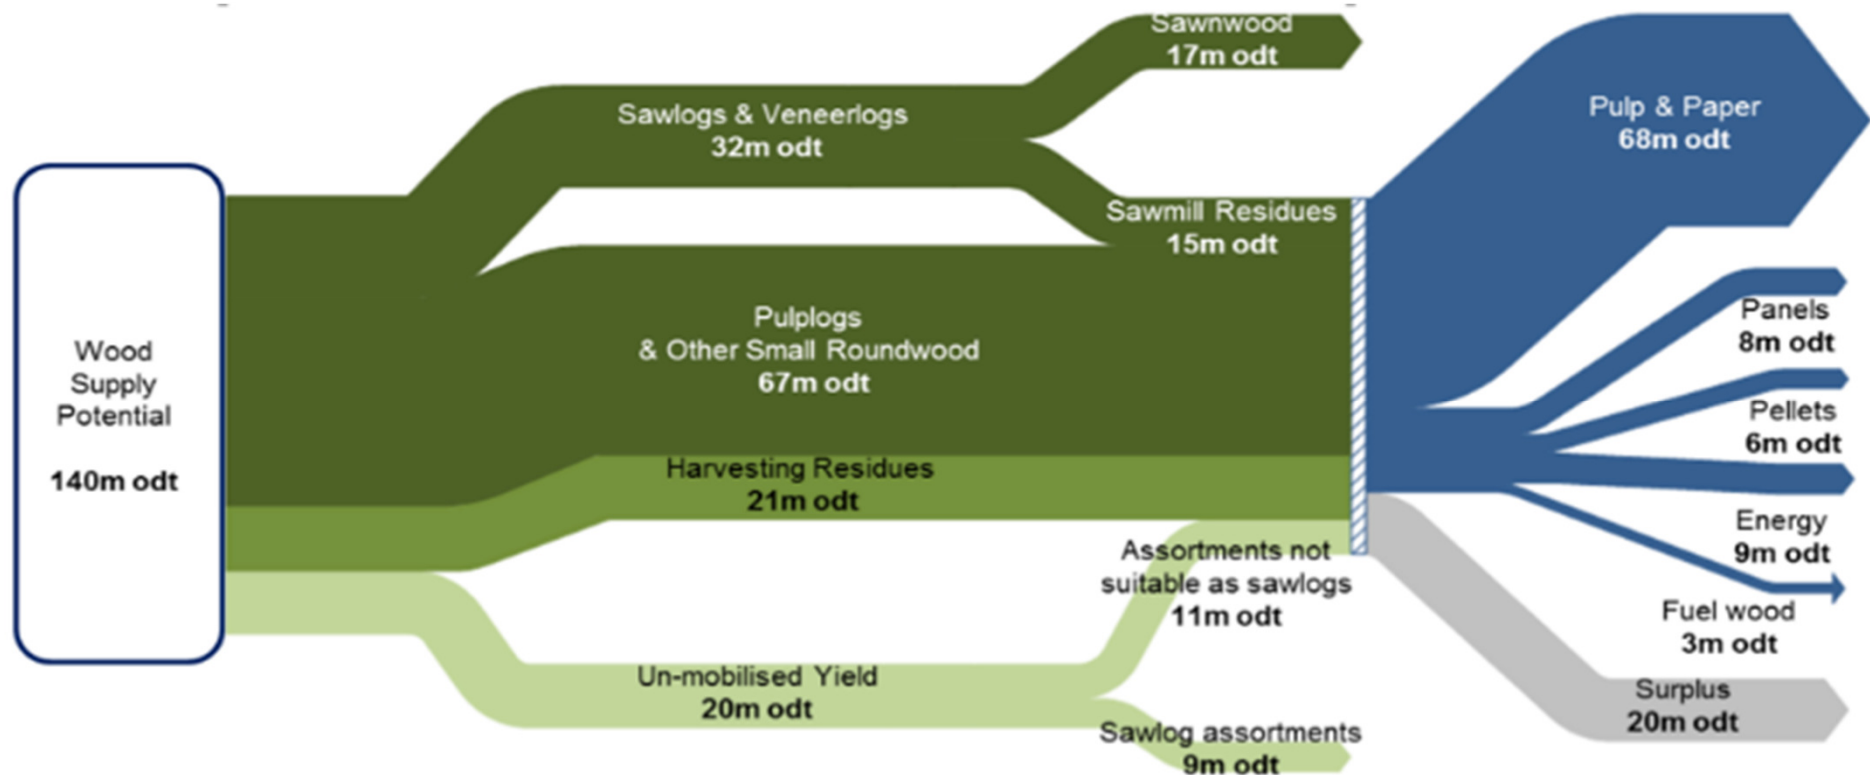 Wood
Supply
Potential
140m odt
Sawlogs & Veneerlogs
32m odt
Sawnwood
17m odt
Sawmill Residues
15m odt
Pulplogs
& Other Small Roundwood
67m odt
Harvesting Residues
21m odt
Assortments not
suitable as sawlogs
11m odt
Un-mobilised Yield
20m odt
Sawlog assortments
9m odt
Pulp & Paper
68m odt
Panels
8m odt
Pellets
6m odt
Energy
9m odt
Fuel wood
3m odt
Surplus
20m odt